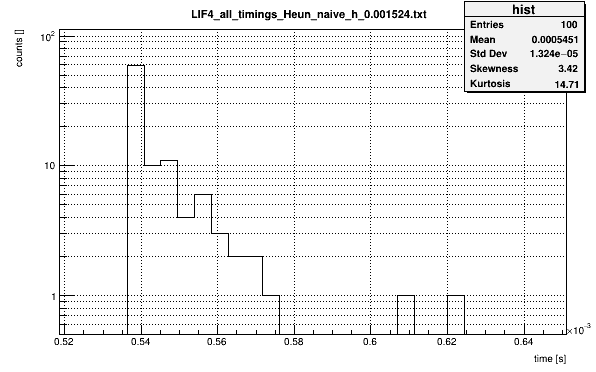 LIF4_all_timings_Heun_naive_h_0.001524.txt
hist
Entries 100
Mean 0.0005451
Std Dev 1.324e−05
Skewness 3.42
Kurtosis 14.71
counts []
10²
10
1
0.52 0.54 0.56 0.58 0.6 0.62 0.64
×10⁻³
time [s]